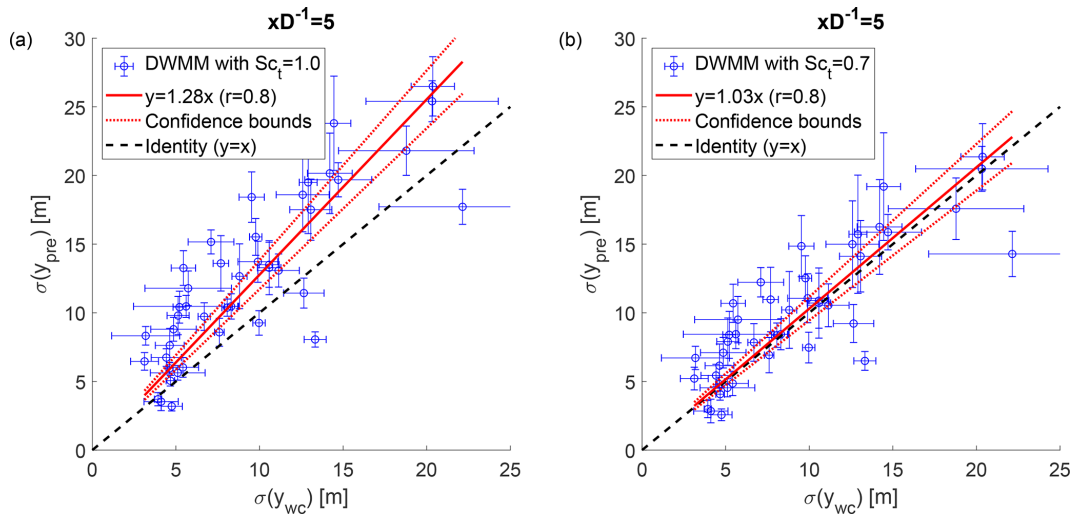 xD⁻¹=5
(a)
30
25
20
15
10
5
0
σ(y_pre) [m]
DWMM with Sc_t=1.0
y=1.28x (r=0.8)
Confidence bounds
Identity (y=x)
0 5 10 15 20 25
σ(y_wc) [m]
xD⁻¹=5
(b)
30
25
20
15
10
5
0
σ(y_pre) [m]
DWMM with Sc_t=0.7
y=1.03x (r=0.8)
Confidence bounds
Identity (y=x)
0 5 10 15 20 25
σ(y_wc) [m]